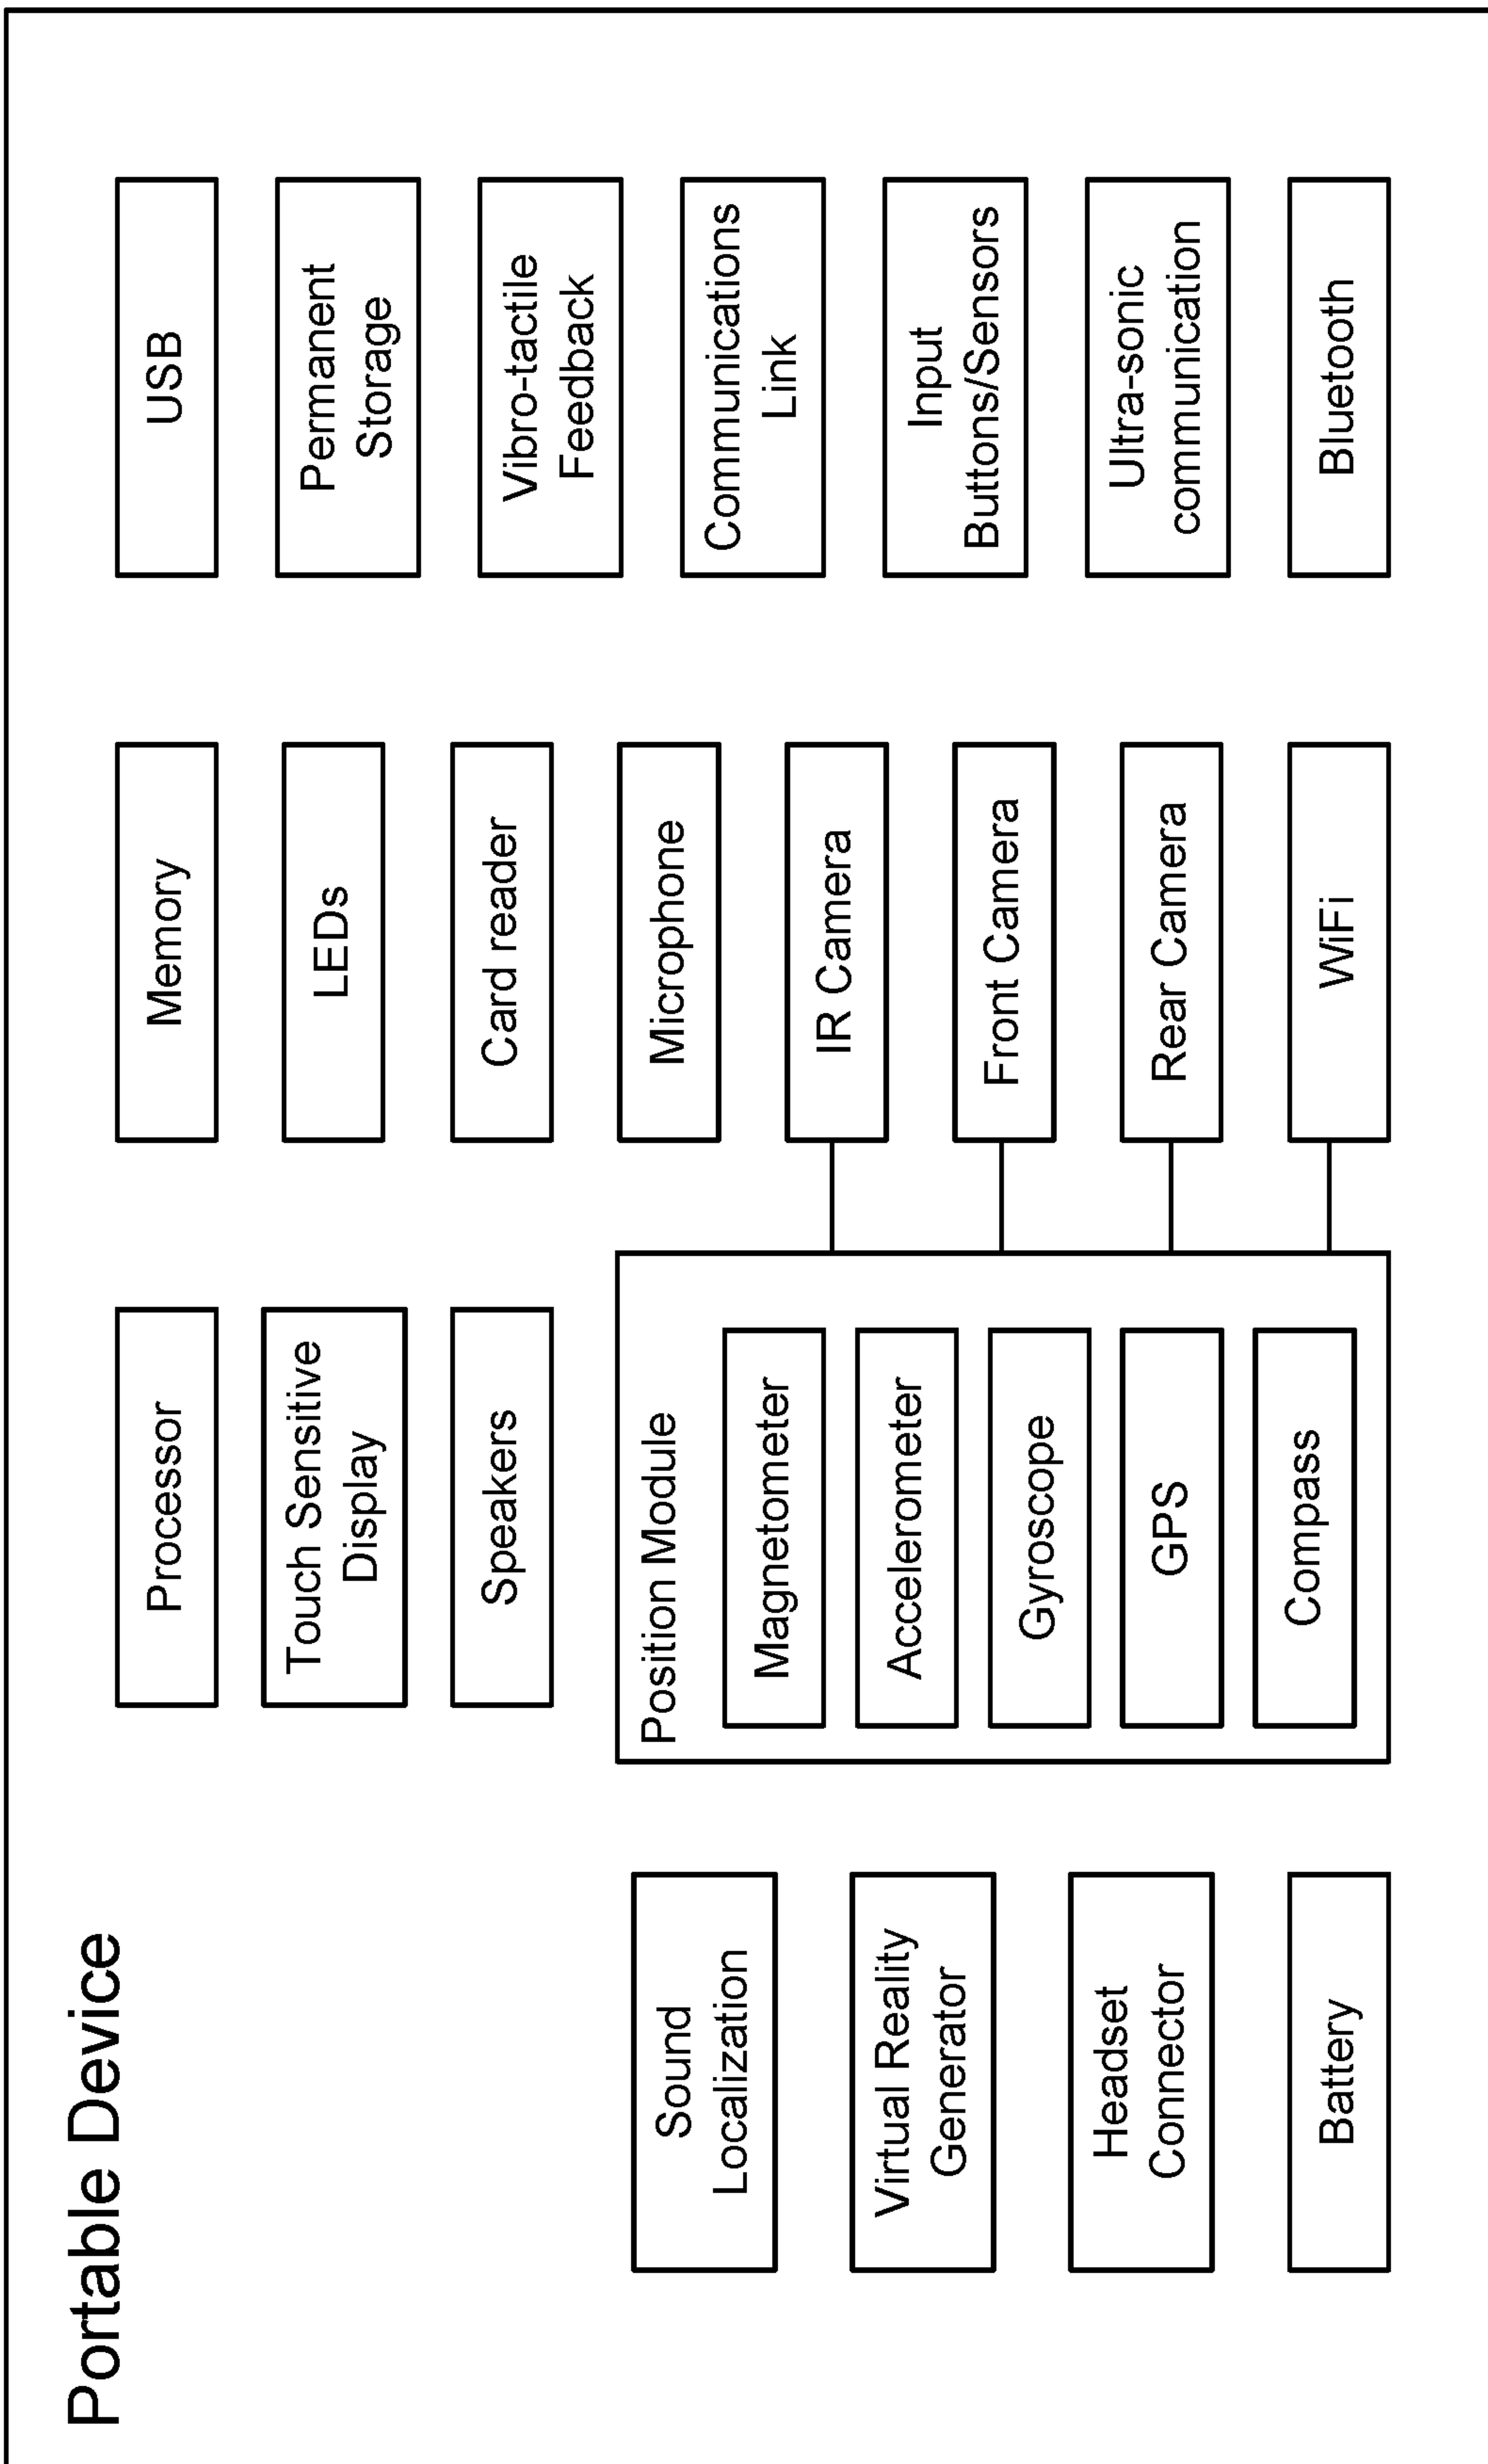 Portable Device
Sound
Localization
Virtual Reality
Generator
Headset
Connector
Battery
Processor
Touch Sensitive
Display
Speakers
Position Module
Magnetometer
Accelerometer
Gyroscope
GPS
Compass
Memory
LEDs
Card reader
Microphone
IR Camera
Front Camera
Rear Camera
WiFi
USB
Permanent
Storage
Vibro-tactile
Feedback
Communications
Link
Input
Buttons/Sensors
Ultra-sonic
communication
Bluetooth